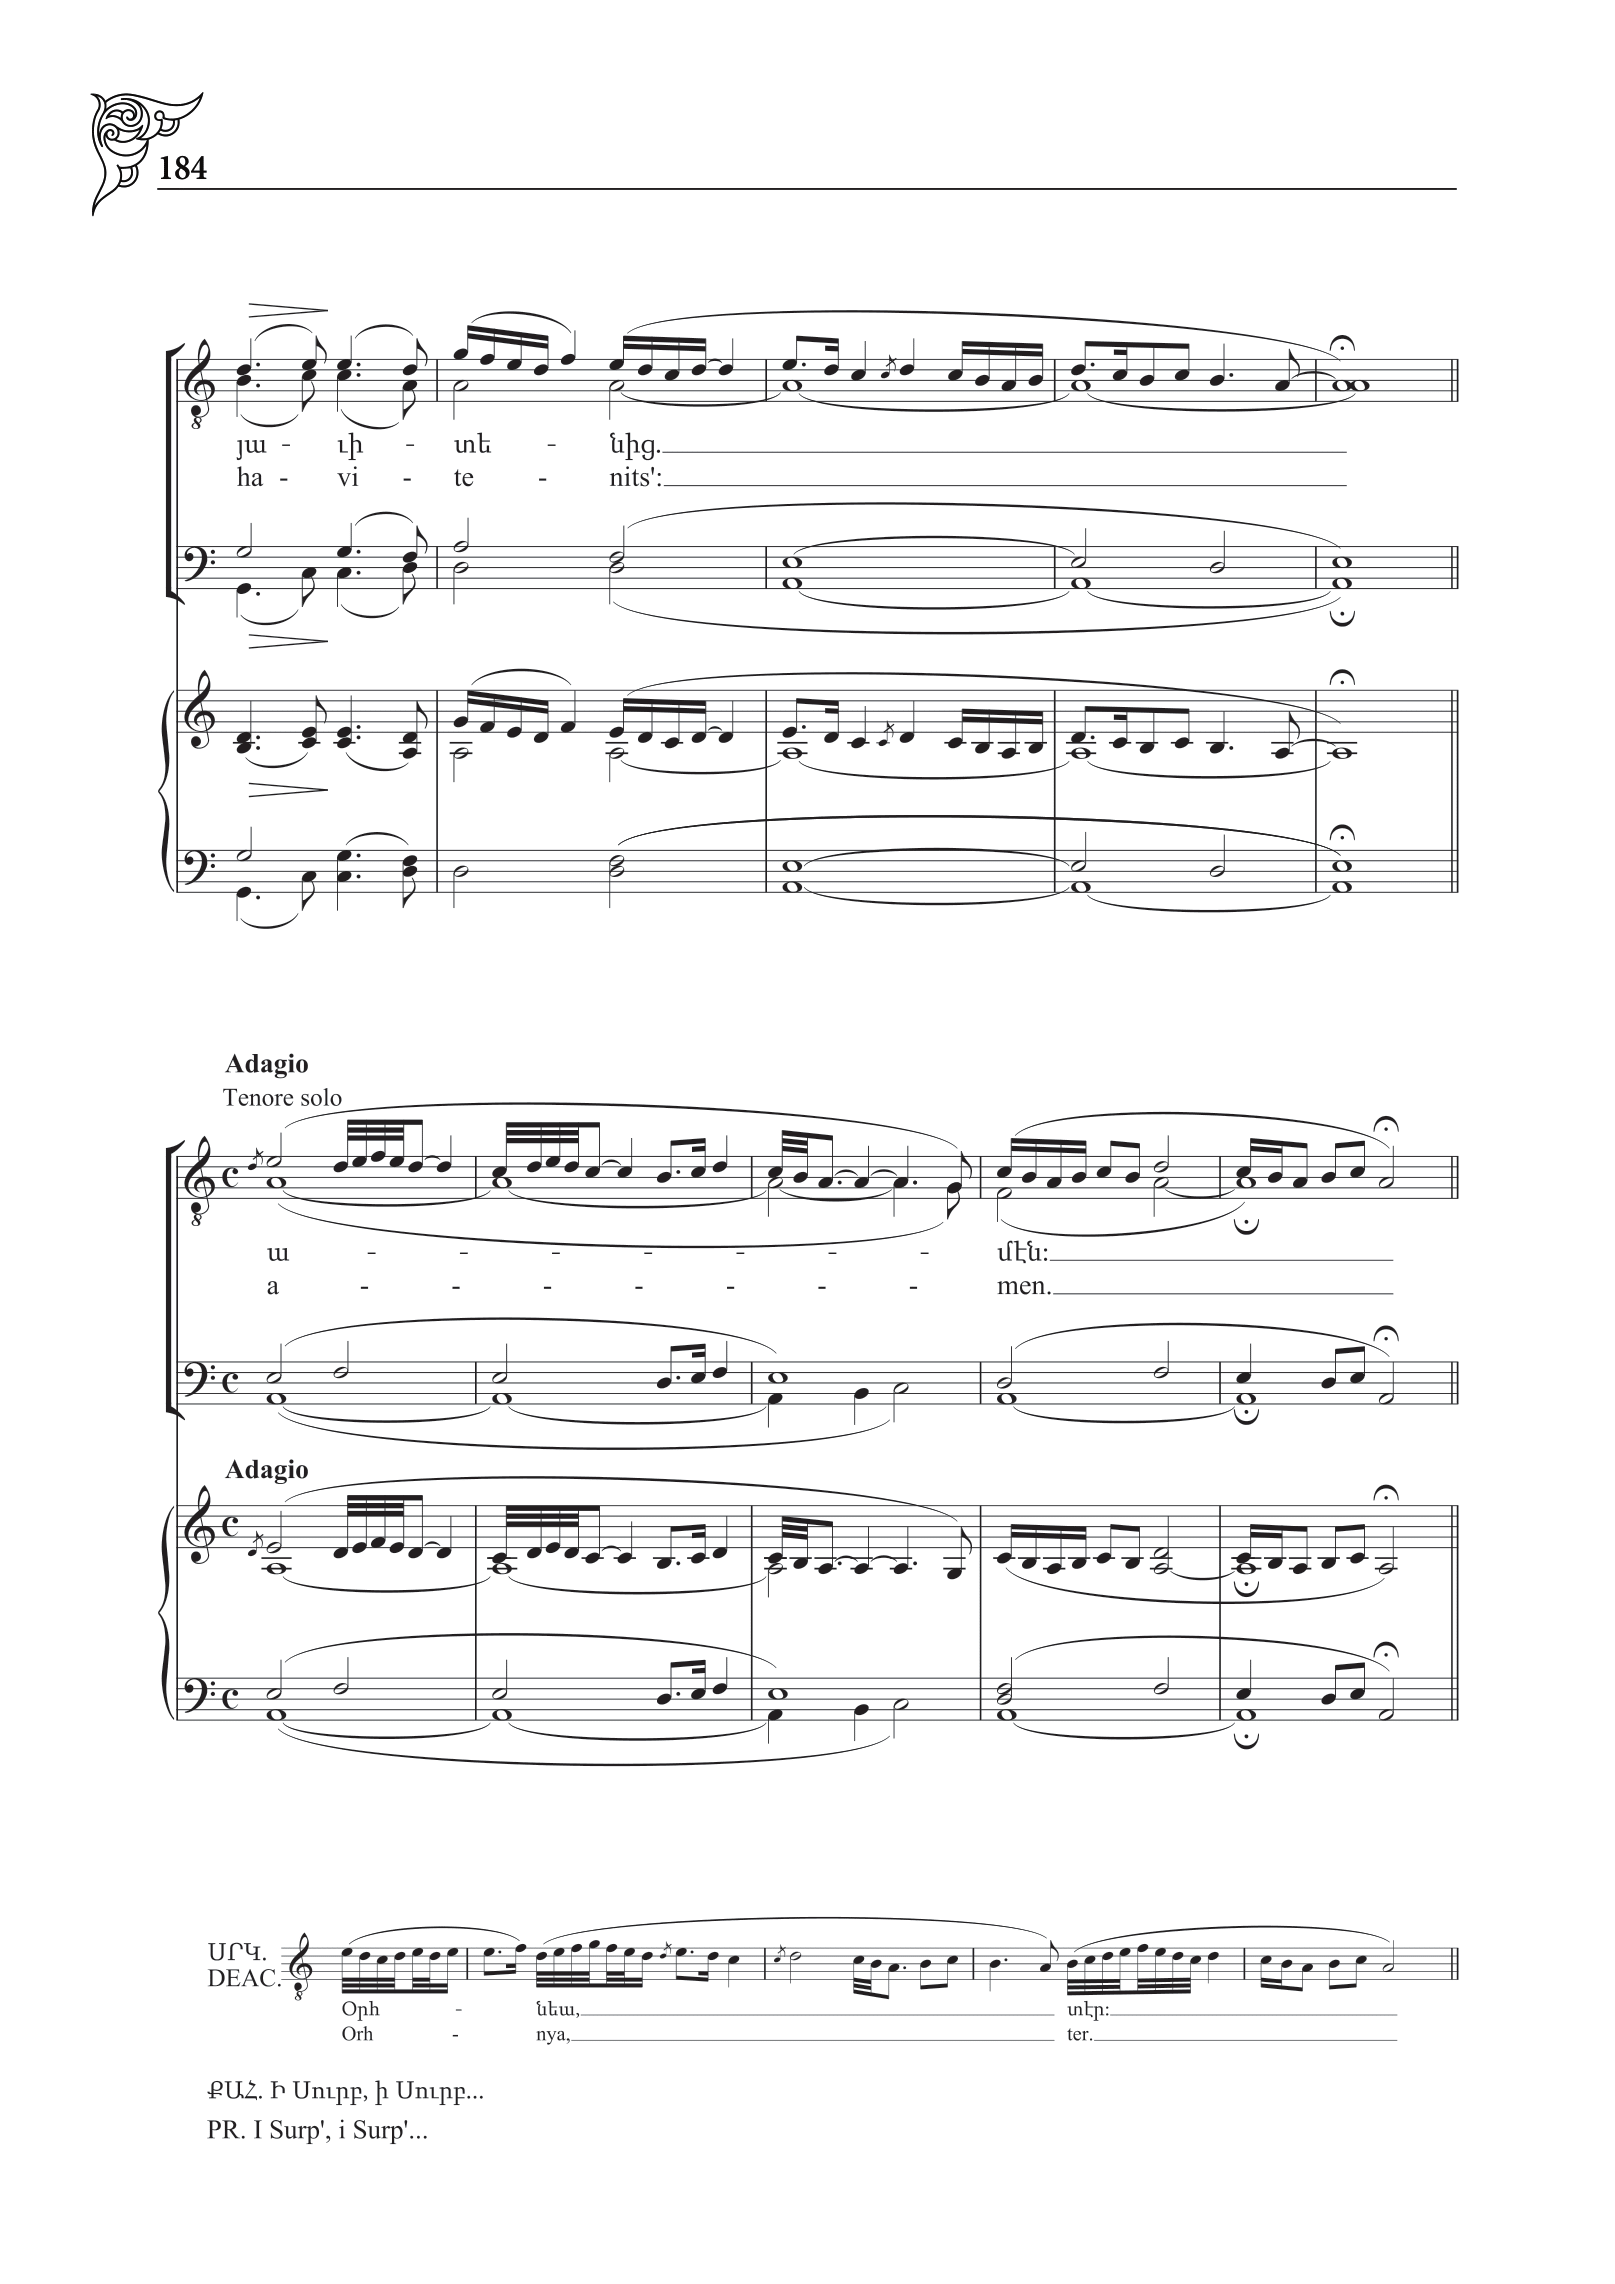 184
յա - ւի - տե - նից.
ha - vi - te - nits':
Adagio
Tenore solo
ա - - - - - - - մէն:
a - - - - - - - men.
Adagio
ՍՐԿ.
DEAC.
Օրհ - նեա, տէր:
Orh - nya, ter.
ՔԱՀ. Ի Սուրբ, ի Սուրբ...
PR. I Surp', i Surp'...